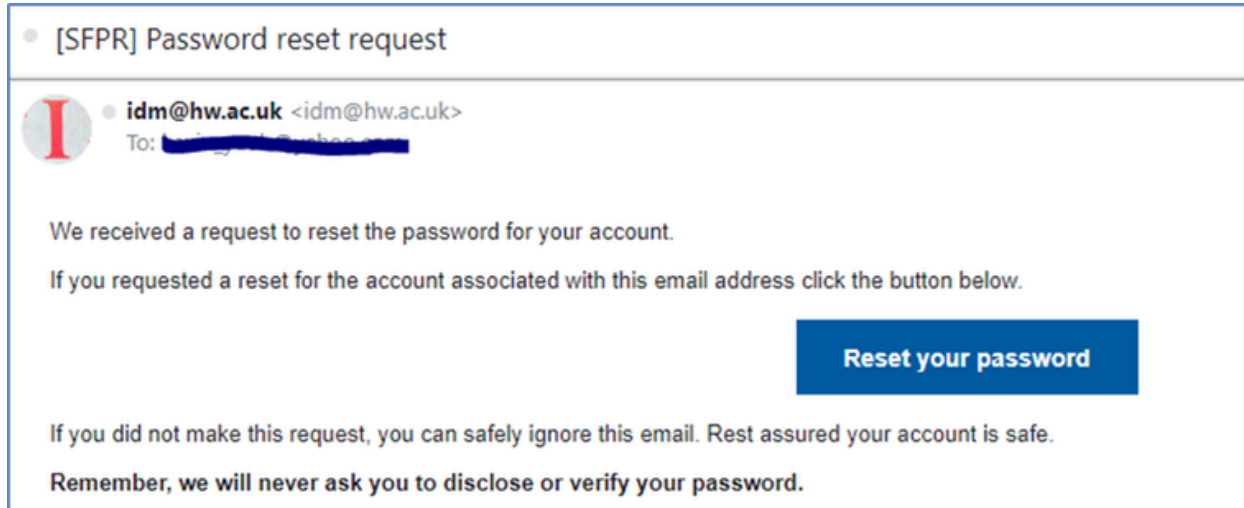 [SFPR] Password reset request
I
idm@hw.ac.uk <idm@hw.ac.uk>
To:
We received a request to reset the password for your account.
If you requested a reset for the account associated with this email address click the button below.
Reset your password
If you did not make this request, you can safely ignore this email. Rest assured your account is safe.
Remember, we will never ask you to disclose or verify your password.